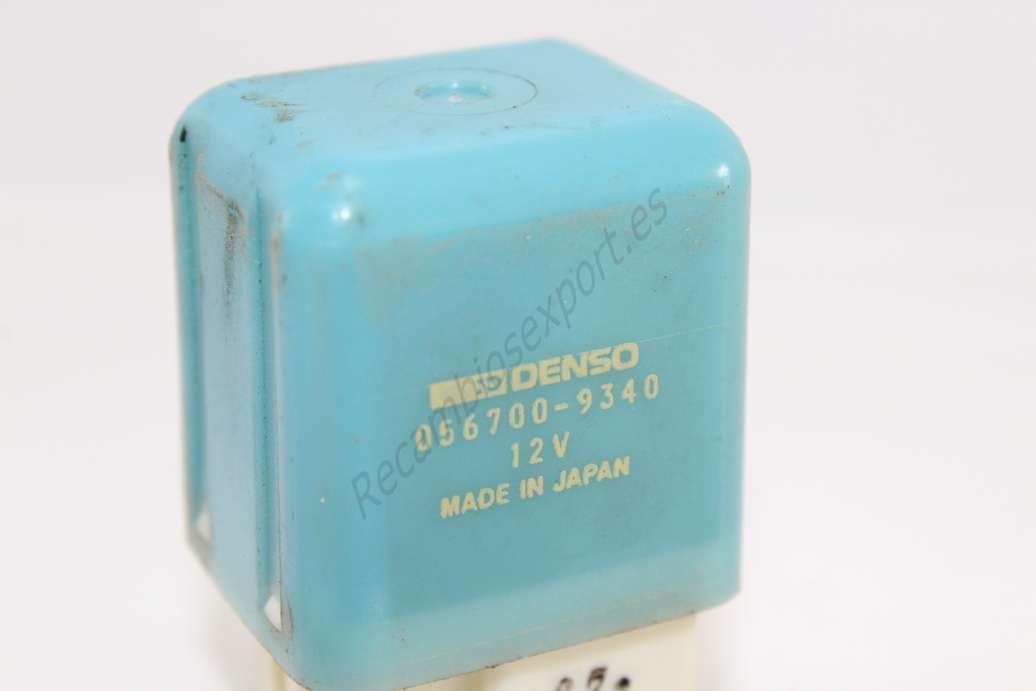 DENSO
056700-9340
12V
MADE IN JAPAN
Recambiosexport.es